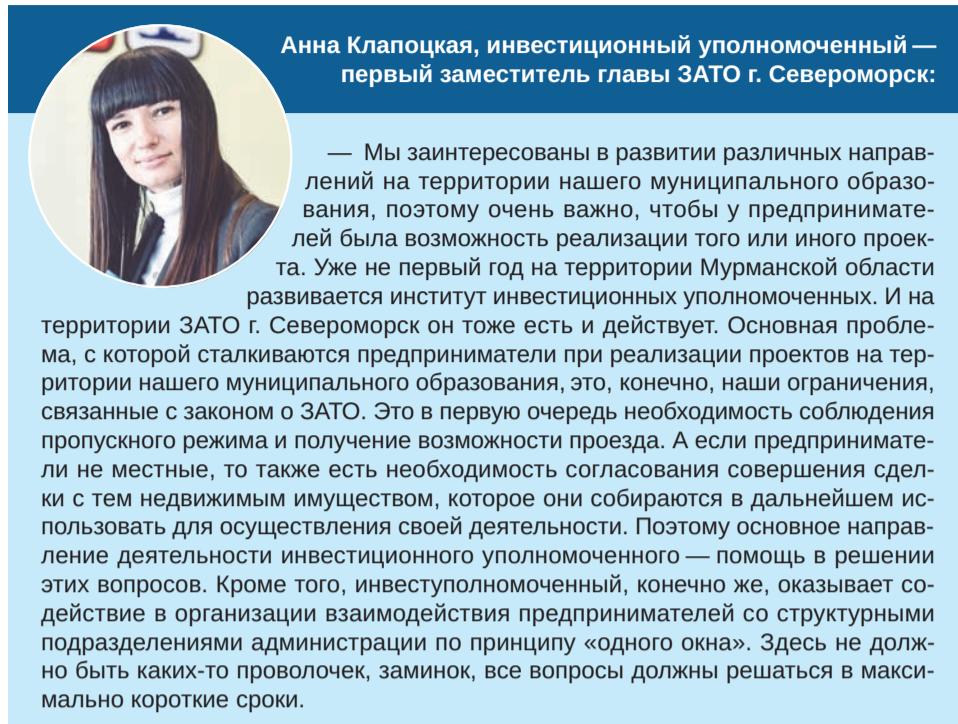 Анна Клапоцкая, инвестиционный уполномоченный —
первый заместитель главы ЗАТО г. Североморск:
— Мы заинтересованы в развитии различных направ-
лений на территории нашего муниципального образо-
вания, поэтому очень важно, чтобы у предпринимате-
лей была возможность реализации того или иного проек-
та. Уже не первый год на территории Мурманской области
развивается институт инвестиционных уполномоченных. И на
территории ЗАТО г. Североморск он тоже есть и действует. Основная пробле-
ма, с которой сталкиваются предприниматели при реализации проектов на тер-
ритории нашего муниципального образования, это, конечно, наши ограничения,
связанные с законом о ЗАТО. Это в первую очередь необходимость соблюдения
пропускного режима и получение возможности проезда. А если предпринимате-
ли не местные, то также есть необходимость согласования совершения сдел-
ки с тем недвижимым имуществом, которое они собираются в дальнейшем ис-
пользовать для осуществления своей деятельности. Поэтому основное направ-
ление деятельности инвестиционного уполномоченного — помощь в решении
этих вопросов. Кроме того, инвеступолномоченный, конечно же, оказывает со-
действие в организации взаимодействия предпринимателей со структурными
подразделениями администрации по принципу «одного окна». Здесь не долж-
но быть каких-то проволочек, заминок, все вопросы должны решаться в макси-
мально короткие сроки.